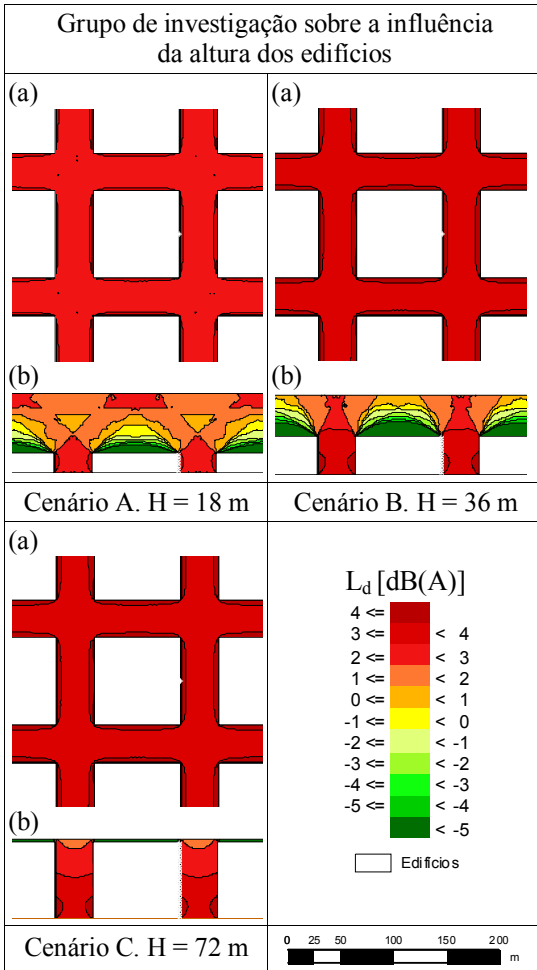 Grupo de investigação sobre a influência
da altura dos edifícios
(a)
(a)
(b)
(b)
Cenário A. H = 18 m
Cenário B. H = 36 m
(a)
(b)
Cenário C. H = 72 m
Ld [dB(A)]
4 <=
3 <= < 4
2 <= < 3
1 <= < 2
0 <= < 1
-1 <= < 0
-2 <= < -1
-3 <= < -2
-4 <= < -3
-5 <= < -4
< -5
Edifícios
0 25 50 100 150 200
m